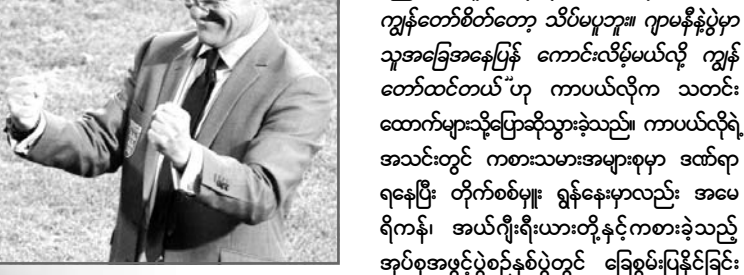 ကျွန်တော်စိတ်တော့ သိပ်မပူဘူး။ ဂျာမနီနဲ့ပွဲမှာ
သူအခြေအနေပြန် ကောင်းလိမ့်မယ်လို့ ကျွန်
တော်ထင်တယ်"ဟု ကာပယ်လိုက သတင်း
ထောက်များသို့ပြောဆိုသွားခဲ့သည်။ ကာပယ်လိုရဲ့
အသင်းတွင် ကစားသမားအများစုမှာ ဒဏ်ရာ
ရနေပြီး တိုက်စစ်မှူး ရွန်နေးမှာလည်း အမေ
ရိကန်၊ အယ်ဂျီးရီးယားတို့နှင့်ကစားခဲ့သည့်
အုပ်စုအဖွင့်ပွဲစဉ်နှစ်ပွဲတွင် ခြေစွမ်းပြနိုင်ခြင်း